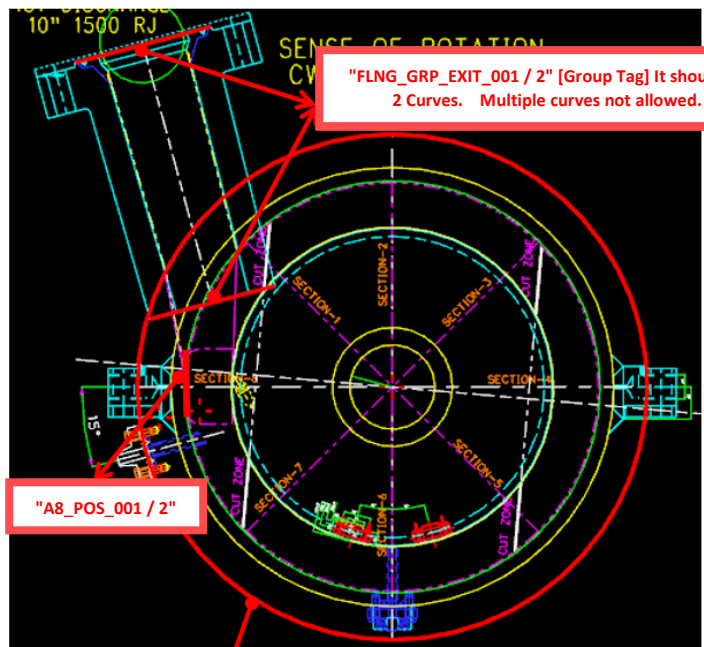 10" 1500 RJ
SENSE OF ROTATION
"FLNG_GRP_EXIT_001 / 2" [Group Tag] It shou
2 Curves. Multiple curves not allowed.
CUT ZONE
SECTION-2
CUT ZONE
SECTION-1
SECTION-3
SECTION-4
15°
"A8_POS_001 / 2"
CUT ZONE
SECTION-7
SECTION-6
SECTION-5
CUT ZONE